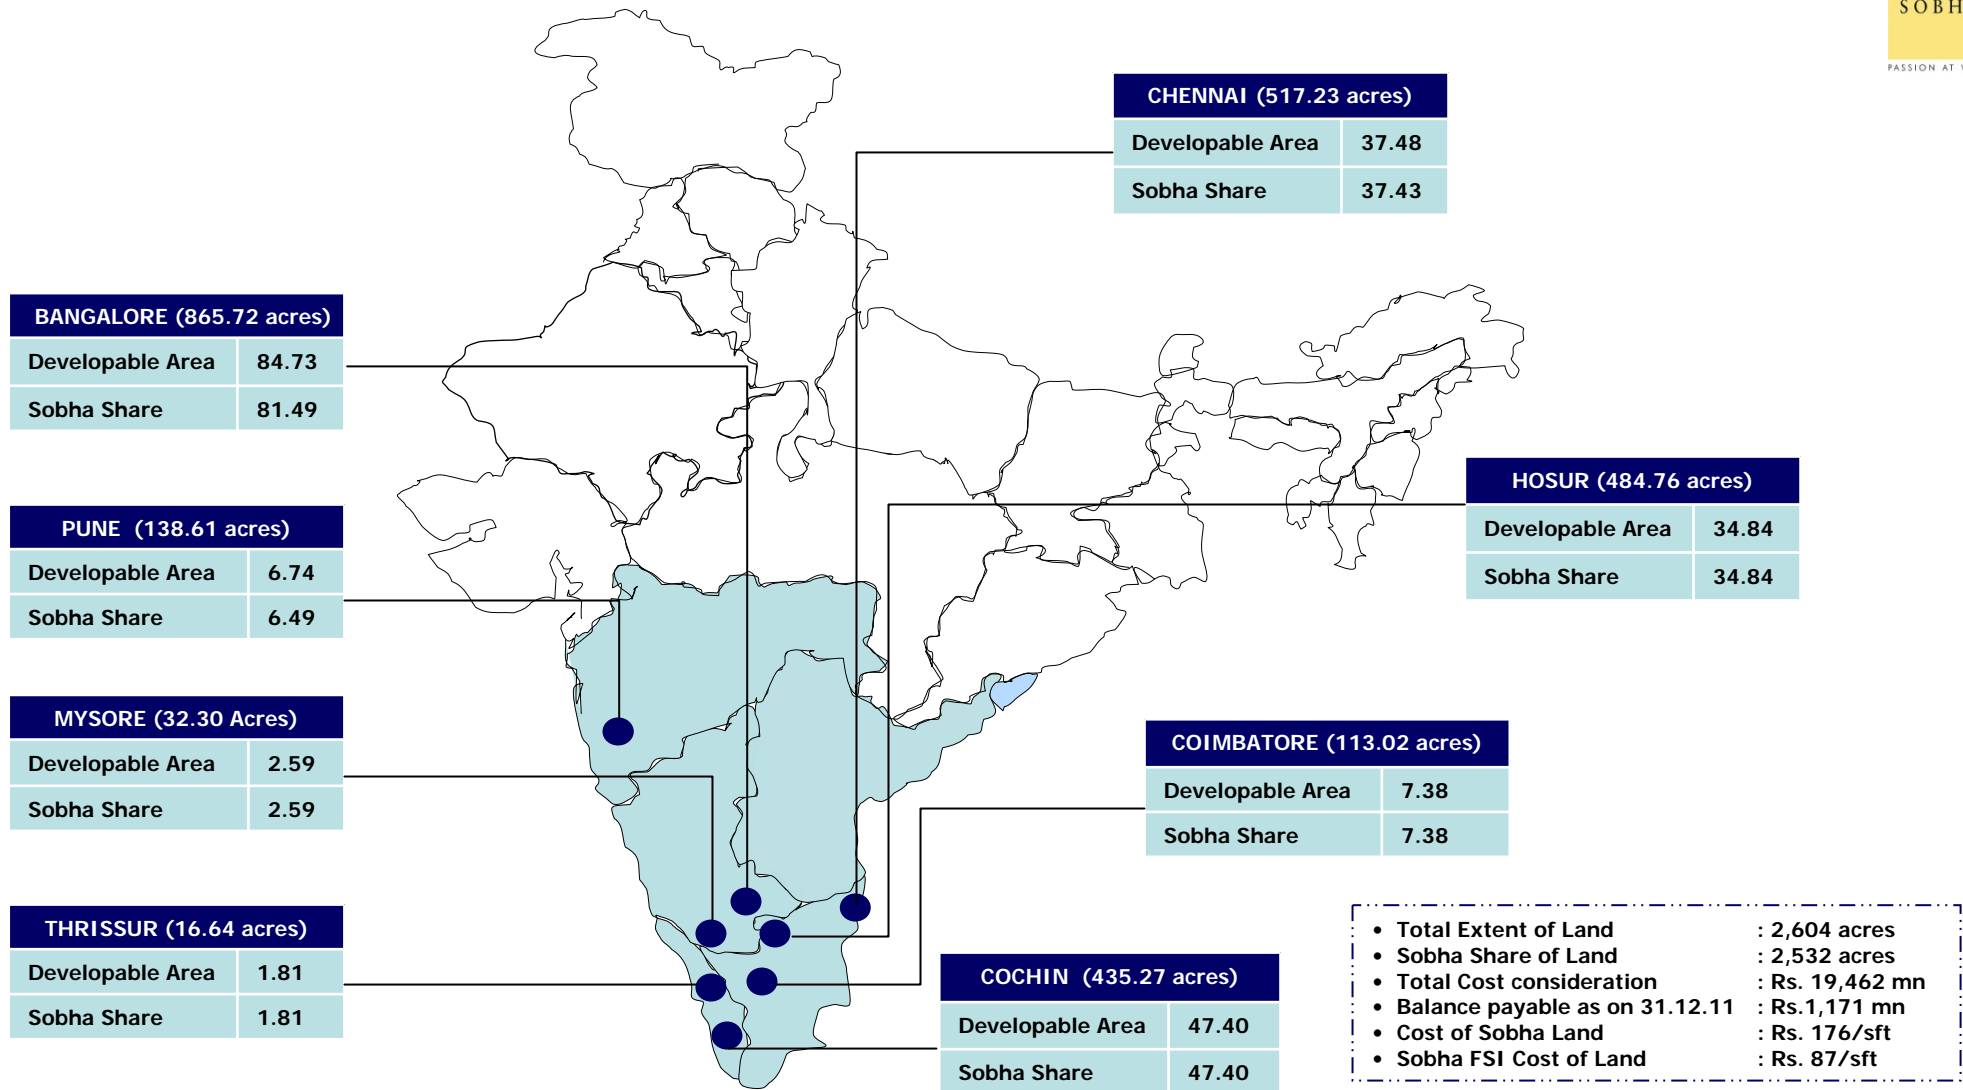 SOBH
PASSION AT
CHENNAI (517.23 acres)
Developable Area 37.48
Sobha Share 37.43
BANGALORE (865.72 acres)
Developable Area 84.73
Sobha Share 81.49
HOSUR (484.76 acres)
Developable Area 34.84
Sobha Share 34.84
PUNE (138.61 acres)
Developable Area 6.74
Sobha Share 6.49
MYSORE (32.30 Acres)
Developable Area 2.59
Sobha Share 2.59
COIMBATORE (113.02 acres)
Developable Area 7.38
Sobha Share 7.38
THRISSUR (16.64 acres)
Developable Area 1.81
Sobha Share 1.81
COCHIN (435.27 acres)
Developable Area 47.40
Sobha Share 47.40
• Total Extent of Land : 2,604 acres
• Sobha Share of Land : 2,532 acres
• Total Cost consideration : Rs. 19,462 mn
• Balance payable as on 31.12.11 : Rs.1,171 mn
• Cost of Sobha Land : Rs. 176/sft
• Sobha FSI Cost of Land : Rs. 87/sft